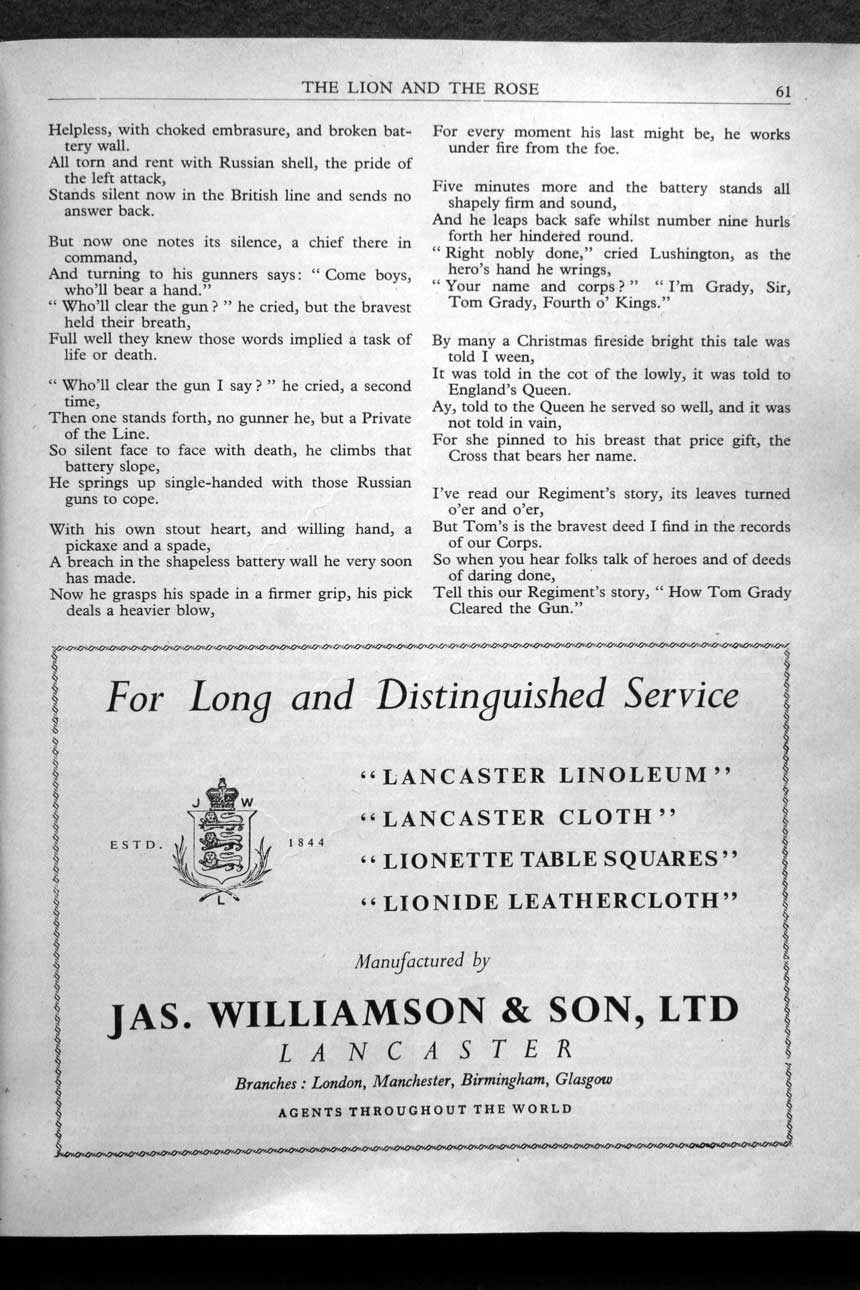 THE LION AND THE ROSE 61
Helpless, with choked embrasure, and broken bat-
tery wall.
All torn and rent with Russian shell, the pride of
the left attack,
Stands silent now in the British line and sends no
answer back.
But now one notes its silence, a chief there in
command,
And turning to his gunners says: “ Come boys,
who'll bear a hand.”
“ Who'll clear the gun ? ” he cried, but the bravest
held their breath,
Full well they knew those words implied a task of
life or death.
“ Who'll clear the gun I say ? ” he cried, a second
time,
Then one stands forth, no gunner he, but a Private
of the Line.
So silent face to face with death, he climbs that
battery slope,
He springs up single-handed with those Russian
guns to cope.
With his own stout heart, and willing hand, a
pickaxe and a spade,
A breach in the shapeless battery wall he very soon
has made.
Now he grasps his spade in a firmer grip, his pick
deals a heavier blow,
For every moment his last might be, he works
under fire from the foe.
Five minutes more and the battery stands all
shapely firm and sound,
And he leaps back safe whilst number nine hurls
forth her hindered round.
“ Right nobly done,” cried Lushington, as the
hero's hand he wrings,
“ Your name and corps ? ” “ I'm Grady, Sir,
Tom Grady, Fourth o' Kings.”
By many a Christmas fireside bright this tale was
told I ween,
It was told in the cot of the lowly, it was told to
England's Queen.
Ay, told to the Queen he served so well, and it was
not told in vain,
For she pinned to his breast that price gift, the
Cross that bears her name.
I've read our Regiment's story, its leaves turned
o'er and o'er,
But Tom's is the bravest deed I find in the records
of our Corps.
So when you hear folks talk of heroes and of deeds
of daring done,
Tell this our Regiment's story, “ How Tom Grady
Cleared the Gun.”
For Long and Distinguished Service
J W
ESTD. 1844
L
“LANCASTER LINOLEUM”
“LANCASTER CLOTH”
“LIONETTE TABLE SQUARES”
“LIONIDE LEATHERCLOTH”
Manufactured by
JAS. WILLIAMSON & SON, LTD
LANCASTER
Branches : London, Manchester, Birmingham, Glasgow
AGENTS THROUGHOUT THE WORLD